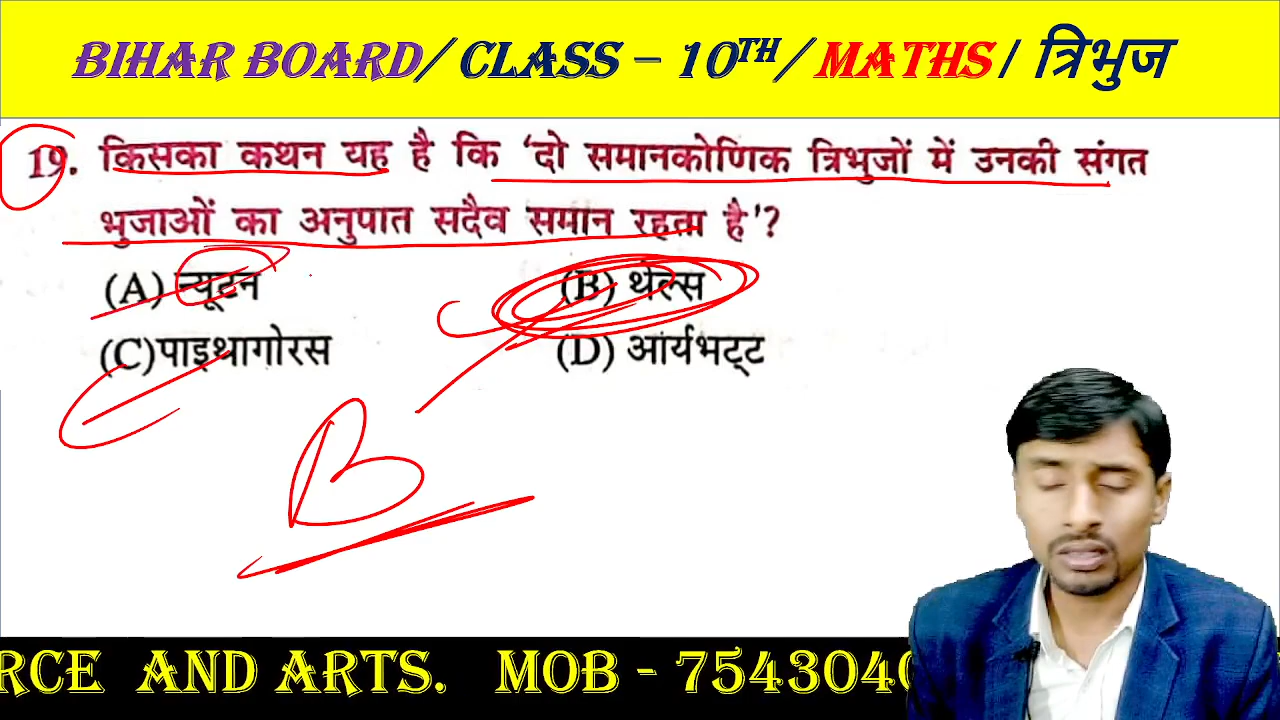 BIHAR BOARD/ CLASS – 10TH/ MATHS/ त्रिभुज
19. किसका कथन यह है कि 'दो समानकोणिक त्रिभुजों में उनकी संगत
भुजाओं का अनुपात सदैव समान रहता है'?
(A) न्यूटन (B) थेल्स
(C)पाइथागोरस (D) आर्यभट्ट
B
RCE AND ARTS. MOB - 754304